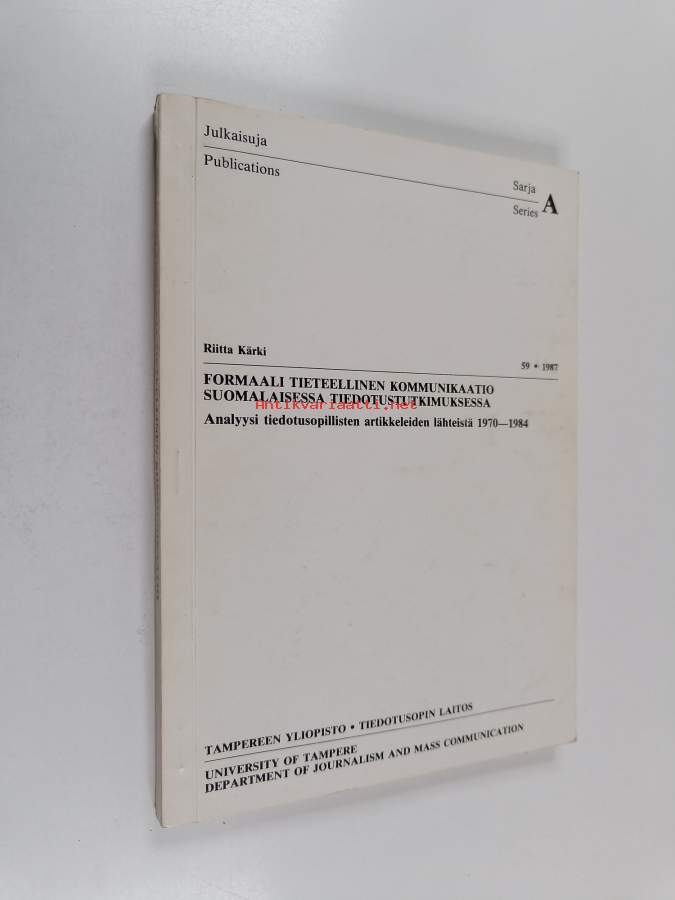 Julkaisuja
Publications
Sarja
Series A
Riitta Kärki
59 • 1987
FORMAALI TIETEELLINEN KOMMUNIKAATIO
SUOMALAISESSA TIEDOTUSTUTKIMUKSESSA
Antikvariaatti.net
Analyysi tiedotusopillisten artikkeleiden lähteistä 1970—1984
TAMPEREEN YLIOPISTO • TIEDOTUSOPIN LAITOS
UNIVERSITY OF TAMPERE
DEPARTMENT OF JOURNALISM AND MASS COMMUNICATION